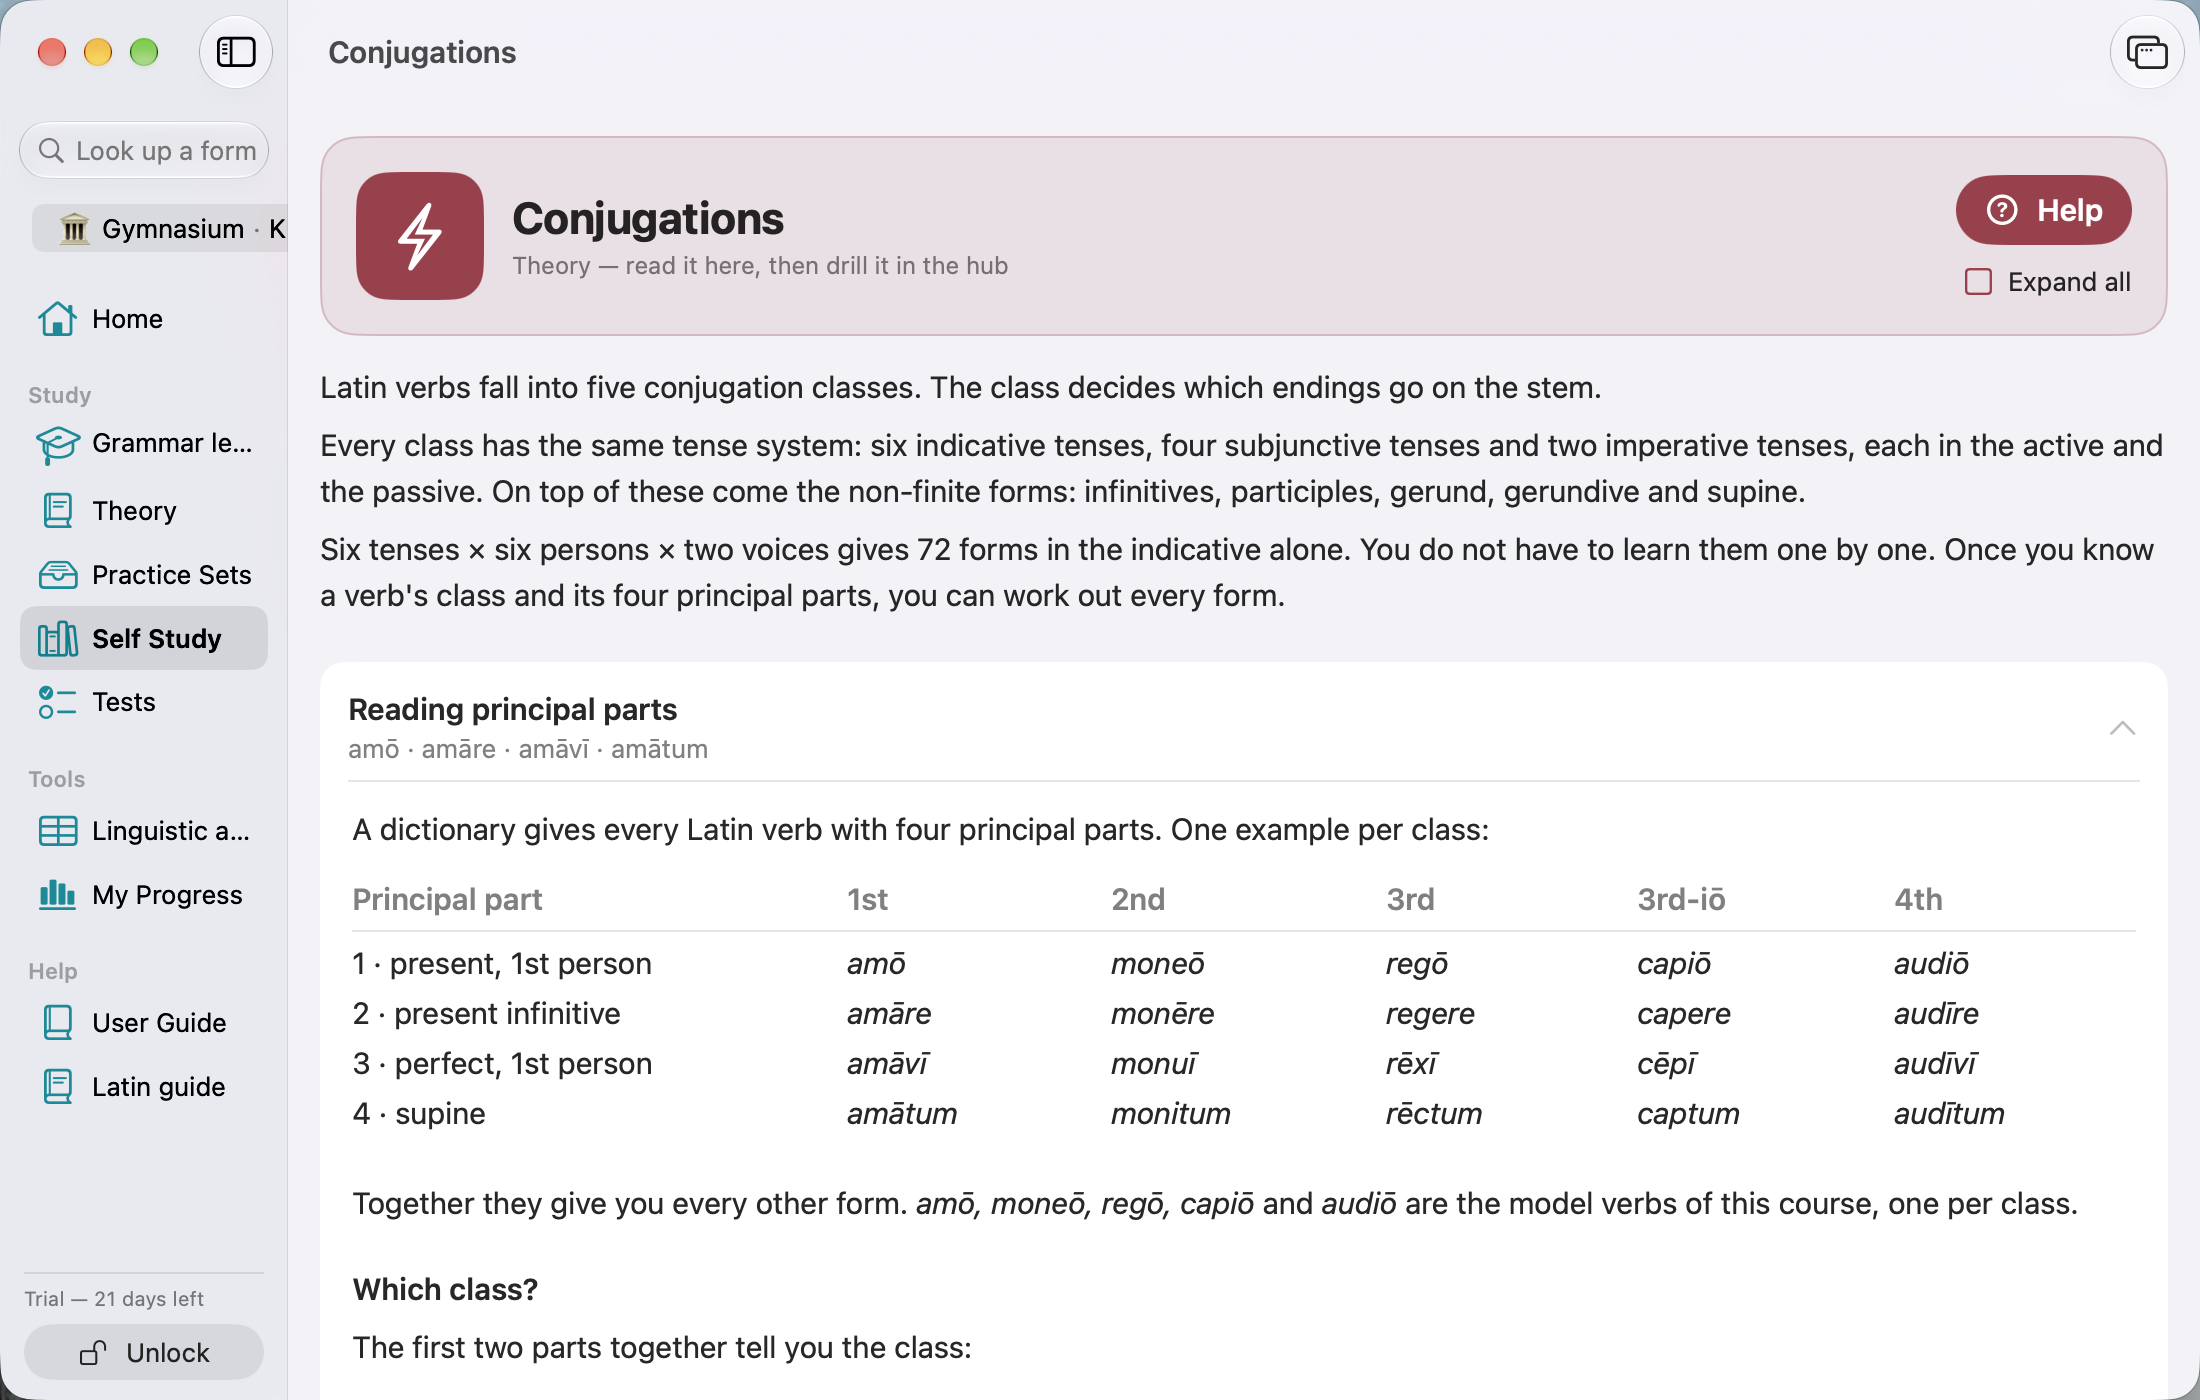 Conjugations
Look up a form
Gymnasium · K
Home
Study
Grammar le...
Theory
Practice Sets
Self Study
Tests
Tools
Linguistic a...
My Progress
Help
User Guide
Latin guide
Trial — 21 days left
Unlock
Conjugations
Theory — read it here, then drill it in the hub
Help
Expand all
Latin verbs fall into five conjugation classes. The class decides which endings go on the stem.
Every class has the same tense system: six indicative tenses, four subjunctive tenses and two imperative tenses, each in the active and
the passive. On top of these come the non-finite forms: infinitives, participles, gerund, gerundive and supine.
Six tenses × six persons × two voices gives 72 forms in the indicative alone. You do not have to learn them one by one. Once you know
a verb's class and its four principal parts, you can work out every form.
Reading principal parts
amō · amāre · amāvī · amātum
A dictionary gives every Latin verb with four principal parts. One example per class:
Principal part 1st 2nd 3rd 3rd-iō 4th
1 · present, 1st person amō moneō regō capiō audiō
2 · present infinitive amāre monēre regere capere audīre
3 · perfect, 1st person amāvī monuī rēxī cēpī audīvī
4 · supine amātum monitum rēctum captum audītum
Together they give you every other form. amō, moneō, regō, capiō and audiō are the model verbs of this course, one per class.
Which class?
The first two parts together tell you the class: